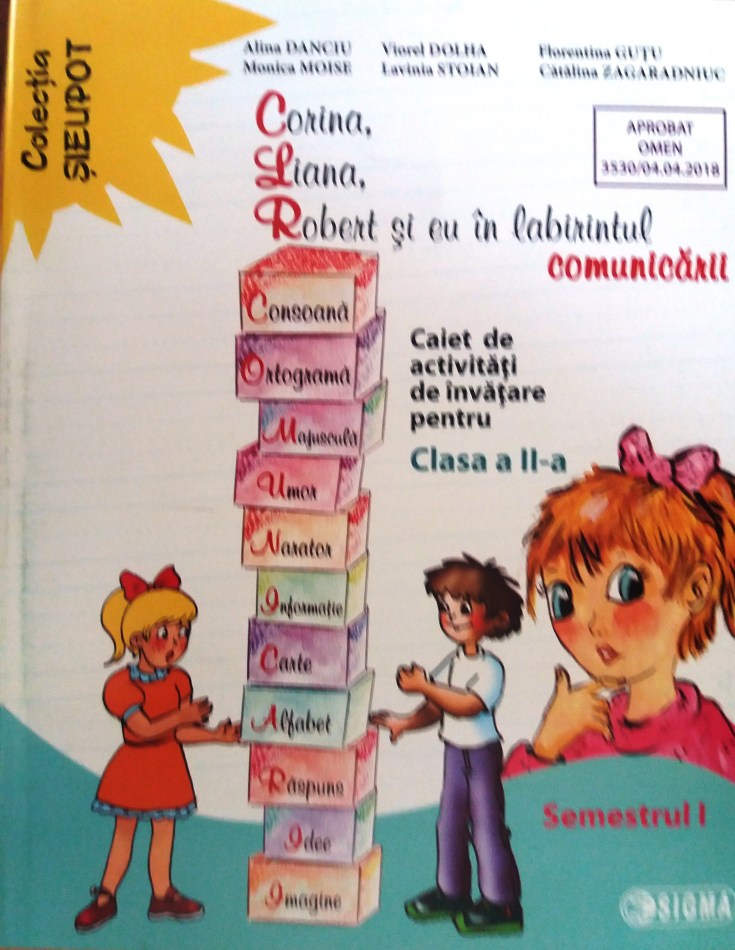 Colecția
ȘIEUPOT
Alina DANCIU Viorel DOLHA Florentina GUȚU
Monica MOISE Lavinia STOIAN Cătălina ZAGARADNIUC
Corina,
Liana,
Robert și eu în labirintul
comunicării
APROBAT
OMEN
3530/04.04.2018
Consoană
Ortogramă
Majusculă
Umor
Narator
Informație
Carte
Alfabet
Răspuns
Idee
Imagine
Caiet de
activități
de învățare
pentru
Clasa a II-a
Semestrul I
SIGMA